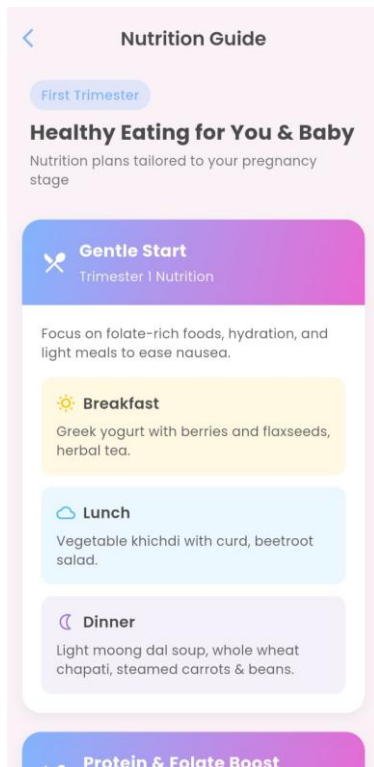 Nutrition Guide
First Trimester
Healthy Eating for You & Baby
Nutrition plans tailored to your pregnancy
stage
Gentle Start
Trimester 1 Nutrition
Focus on folate-rich foods, hydration, and
light meals to ease nausea.
Breakfast
Greek yogurt with berries and flaxseeds,
herbal tea.
Lunch
Vegetable khichdi with curd, beetroot
salad.
Dinner
Light moong dal soup, whole wheat
chapati, steamed carrots & beans.
Protein & Folate Boost